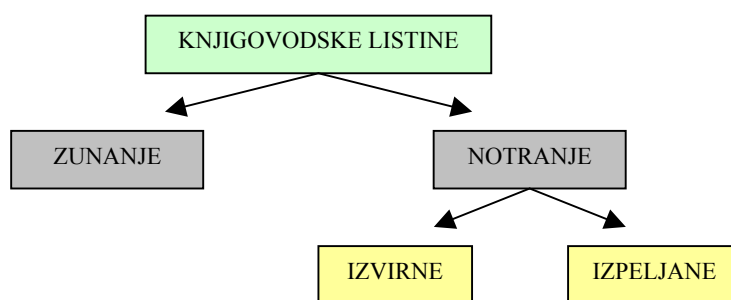 KNJIGOVODSKE LISTINE
ZUNANJE
NOTRANJE
IZVIRNE
IZPELJANE